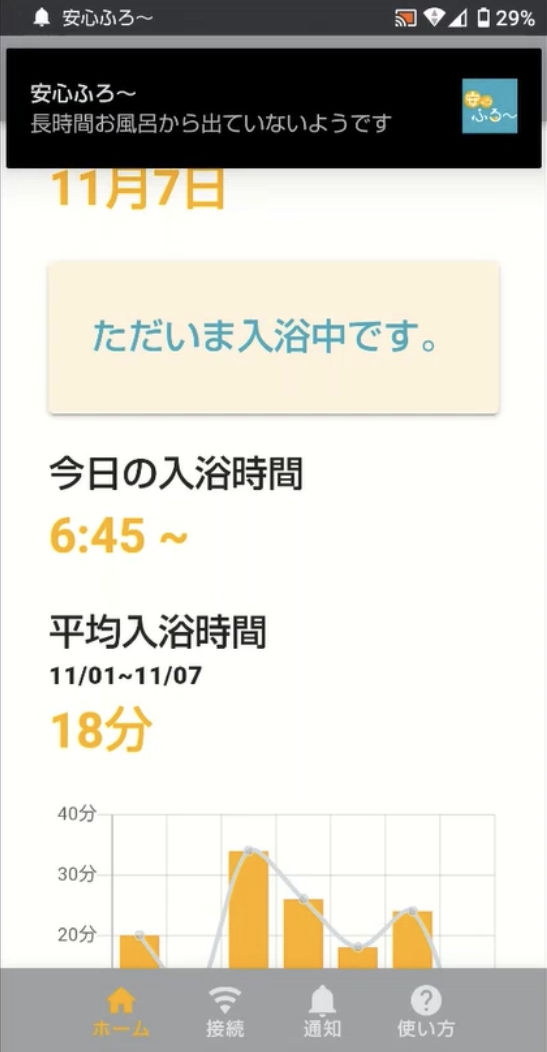 安心ふろ〜
29%
安心ふろ〜
長時間お風呂から出ていないようです
安心
ふろ〜
11月7日
ただいま入浴中です。
今日の入浴時間
6:45 ~
平均入浴時間
11/01~11/07
18分
40分
30分
20分
ホーム
接続
通知
使い方